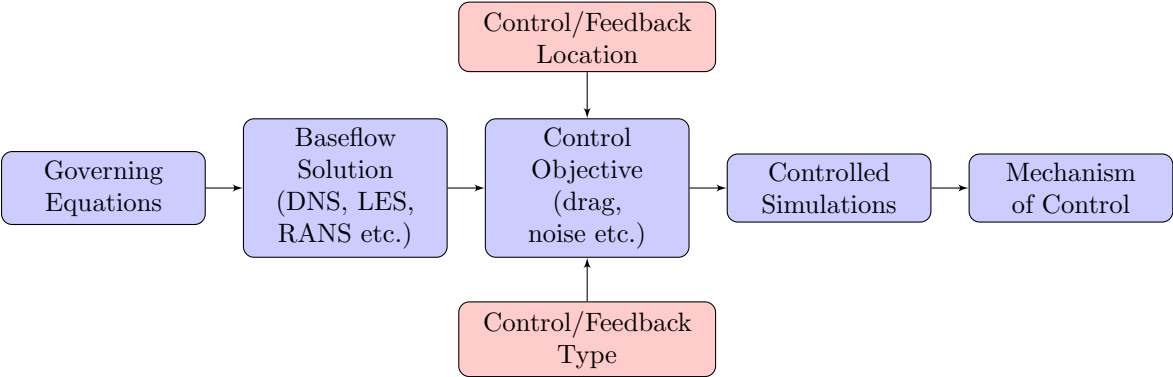 Control/Feedback
Location
Governing
Equations
Baseflow
Solution
(DNS, LES,
RANS etc.)
Control
Objective
(drag,
noise etc.)
Controlled
Simulations
Mechanism
of Control
Control/Feedback
Type